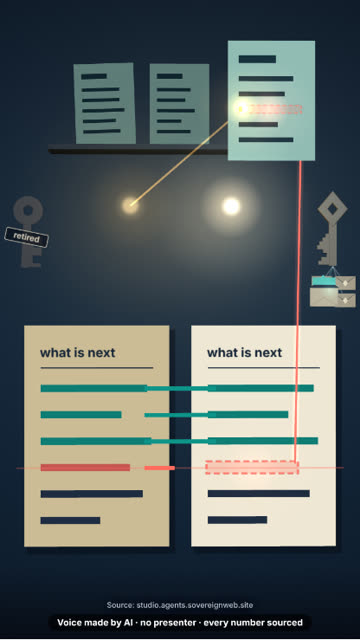 retired
what is next
what is next
Source: studio.agents.sovereignweb.site
Voice made by AI · no presenter · every number sourced